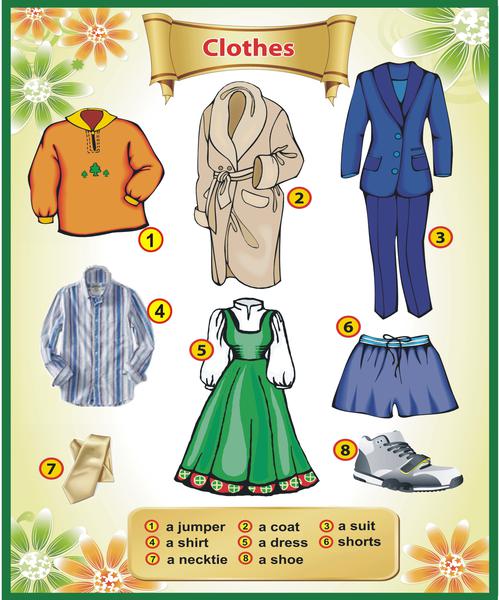 Clothes
1
2
3
4
5
6
7
8
1 a jumper 2 a coat 3 a suit
4 a shirt 5 a dress 6 shorts
7 a necktie 8 a shoe